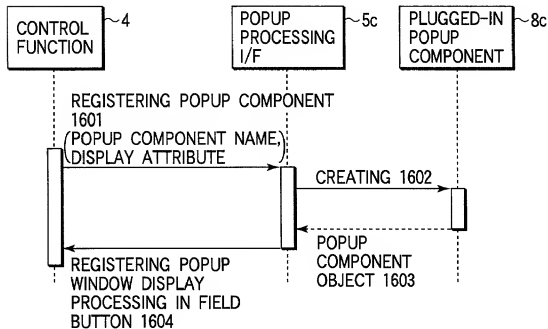 CONTROL
FUNCTION
4
POPUP
PROCESSING
I/F
5c
PLUGGED-IN
POPUP
COMPONENT
8c
REGISTERING POPUP COMPONENT
1601
(POPUP COMPONENT NAME,
DISPLAY ATTRIBUTE)
CREATING 1602
POPUP
COMPONENT
OBJECT 1603
REGISTERING POPUP
WINDOW DISPLAY
PROCESSING IN FIELD
BUTTON 1604